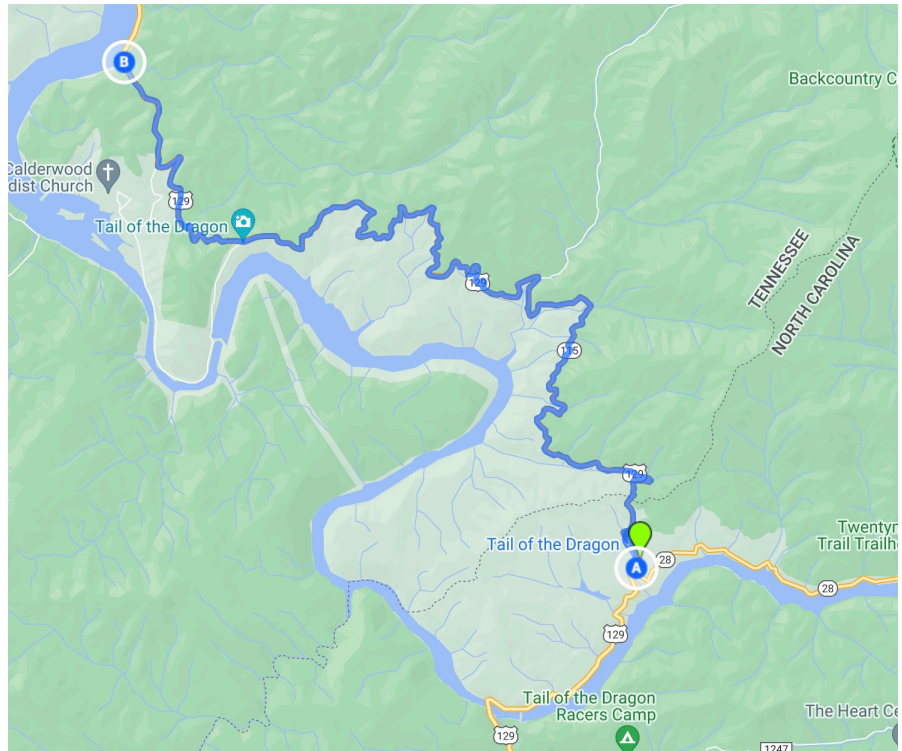 B
Backcountry C
Calderwood
dist Church
129
Tail of the Dragon
TENNESSEE
NORTH CAROLINA
129
115
129
Twentym
Trail Trailhe
Tail of the Dragon
A
28
28
129
Tail of the Dragon
Racers Camp
The Heart Ce
129
1247